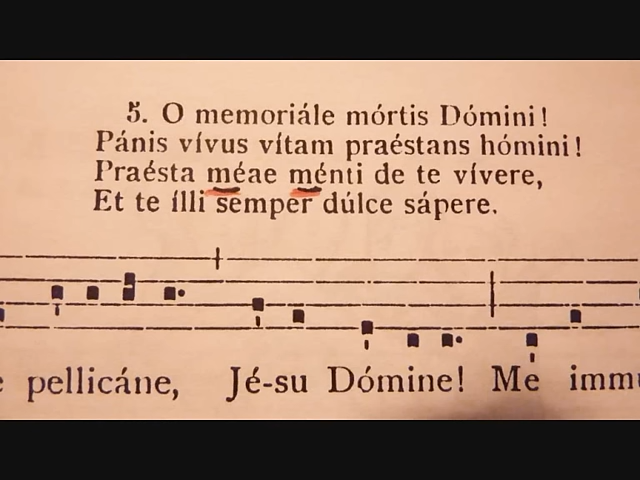 5. O memoriále mórtis Dómini!
Pánis vívus vítam praéstans hómini!
Praésta méae ménti de te vívere,
Et te ílli semper dúlce sápere.
e pellicáne, Jé-su Dómine! Me immu